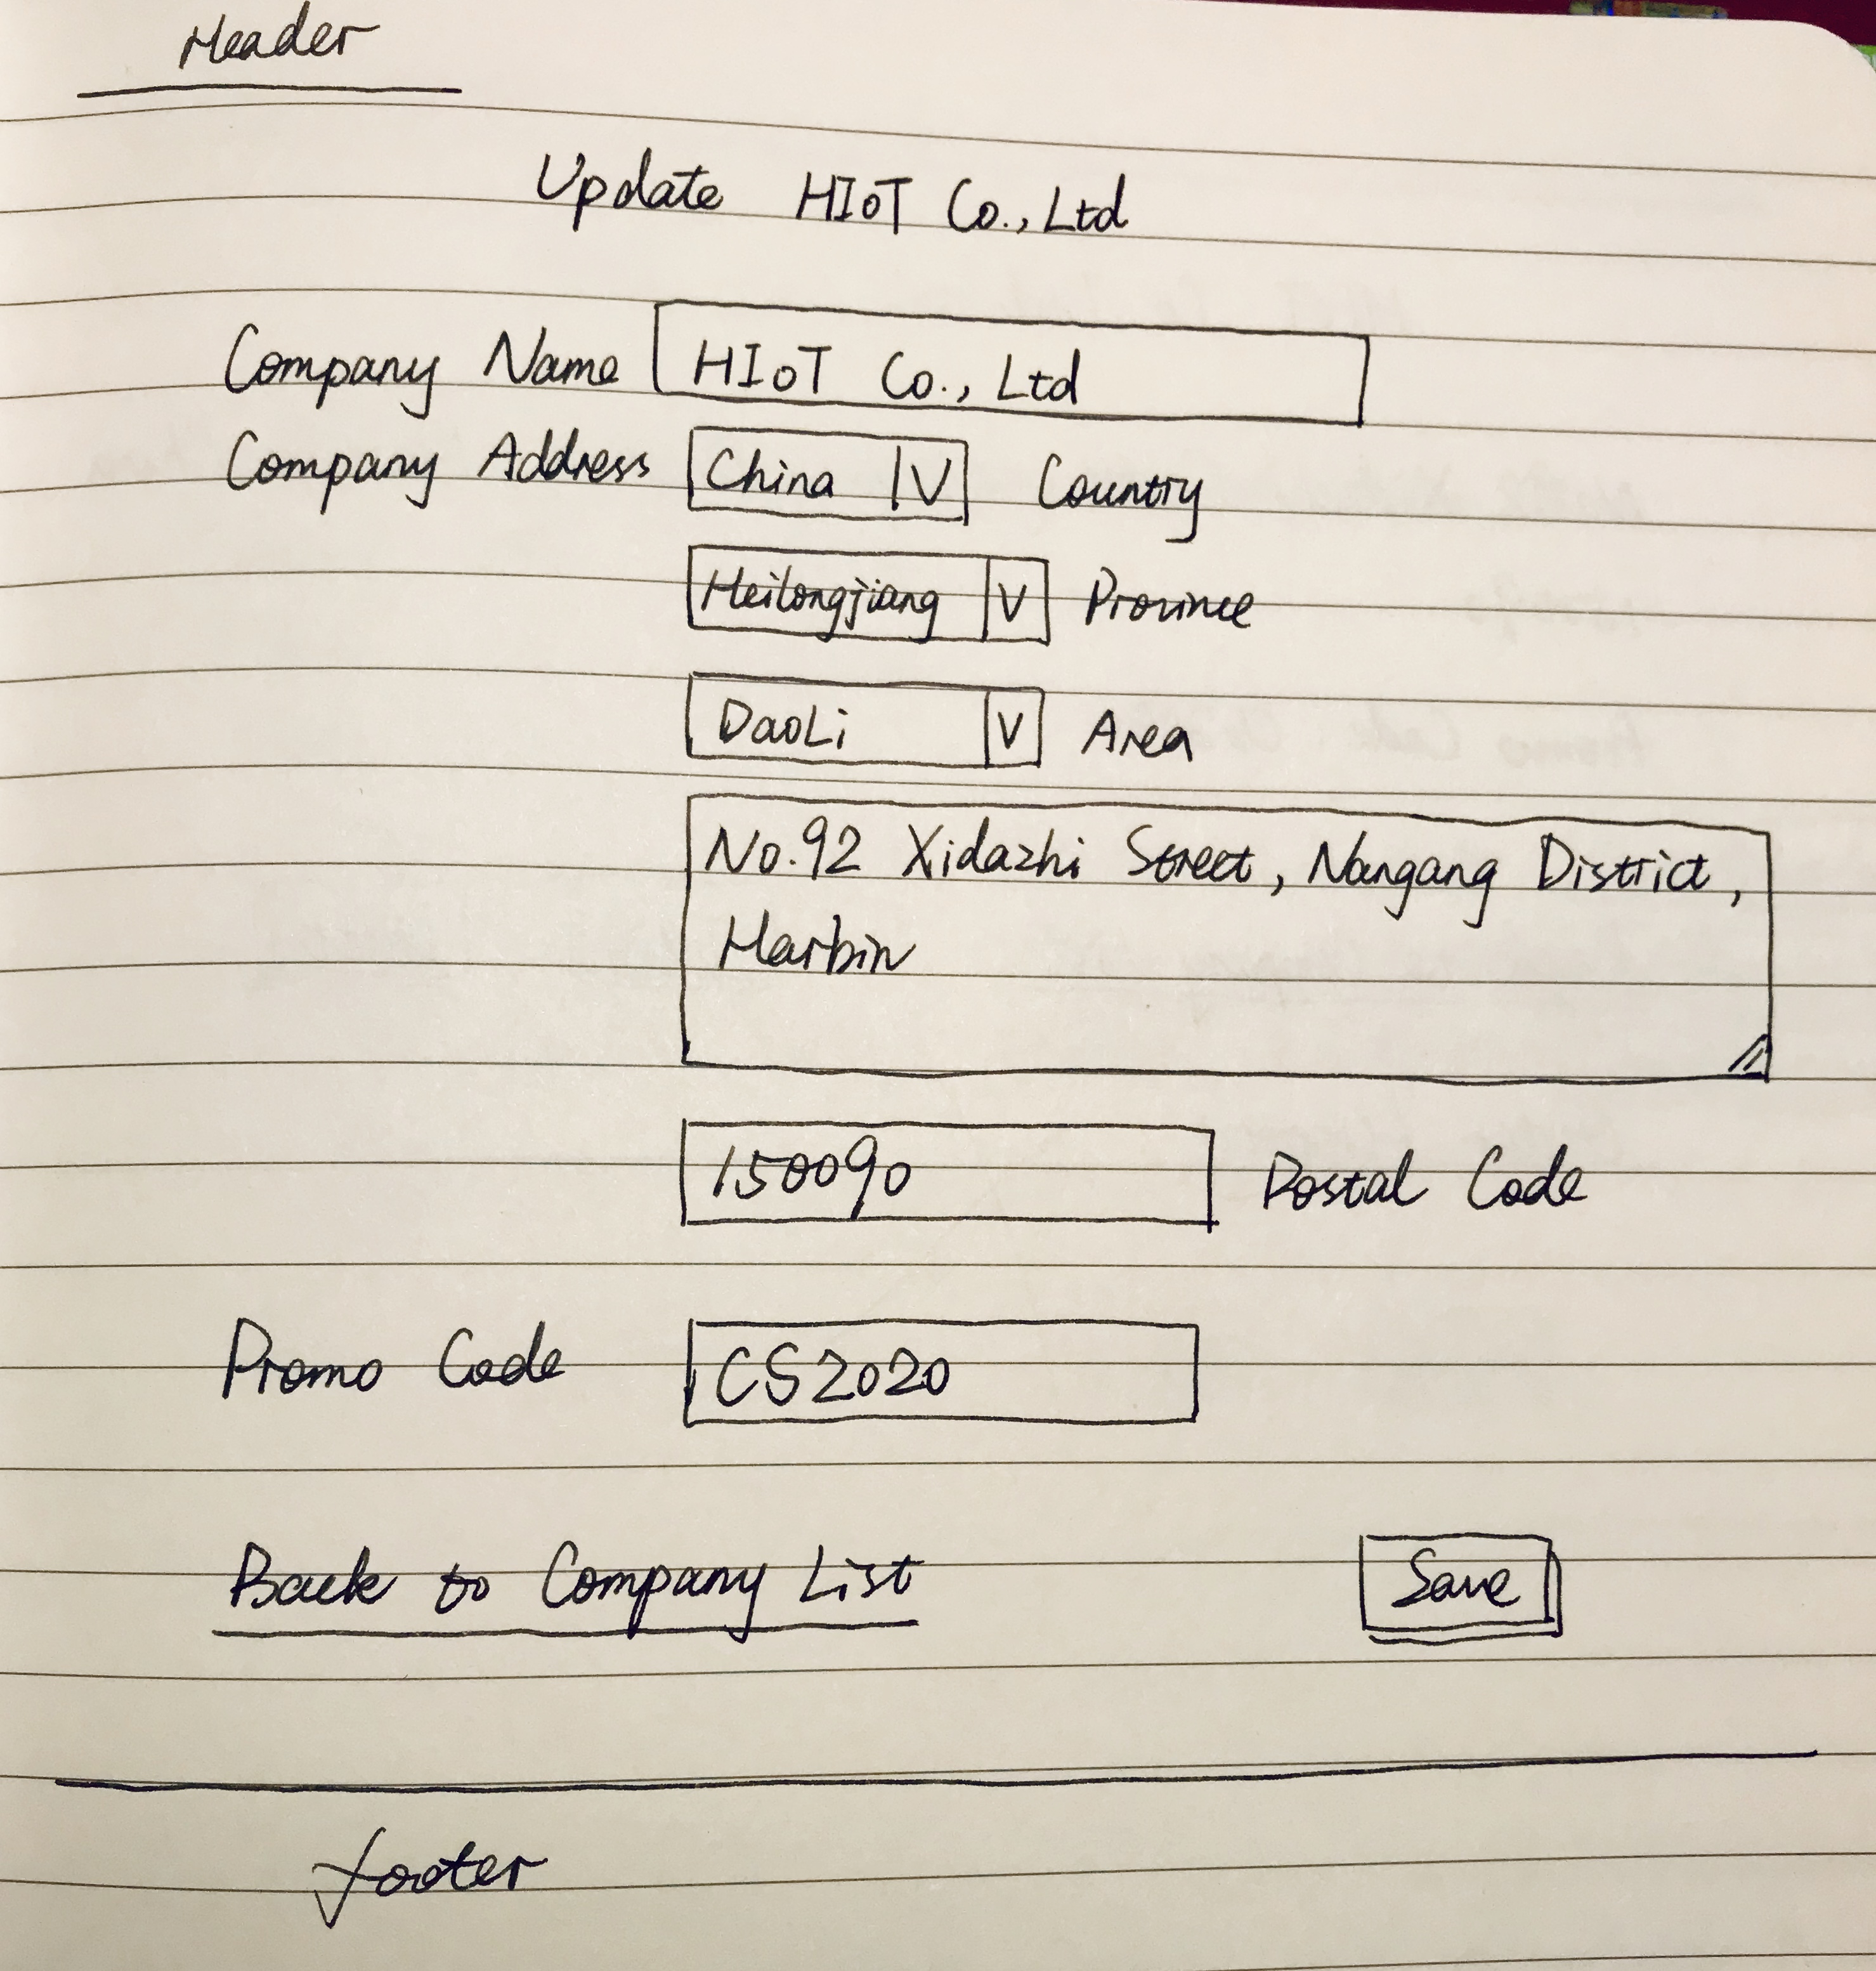 Header
Update HIoT Co., Ltd
Company Name HIoT Co., Ltd
Company Address China V Country
Heilongjiang V Province
DaoLi V Area
No.92 Xidazhi Street, Nangang District,
Harbin
150090 Postal Code
Promo Code CS2020
Back to Company List Save
footer